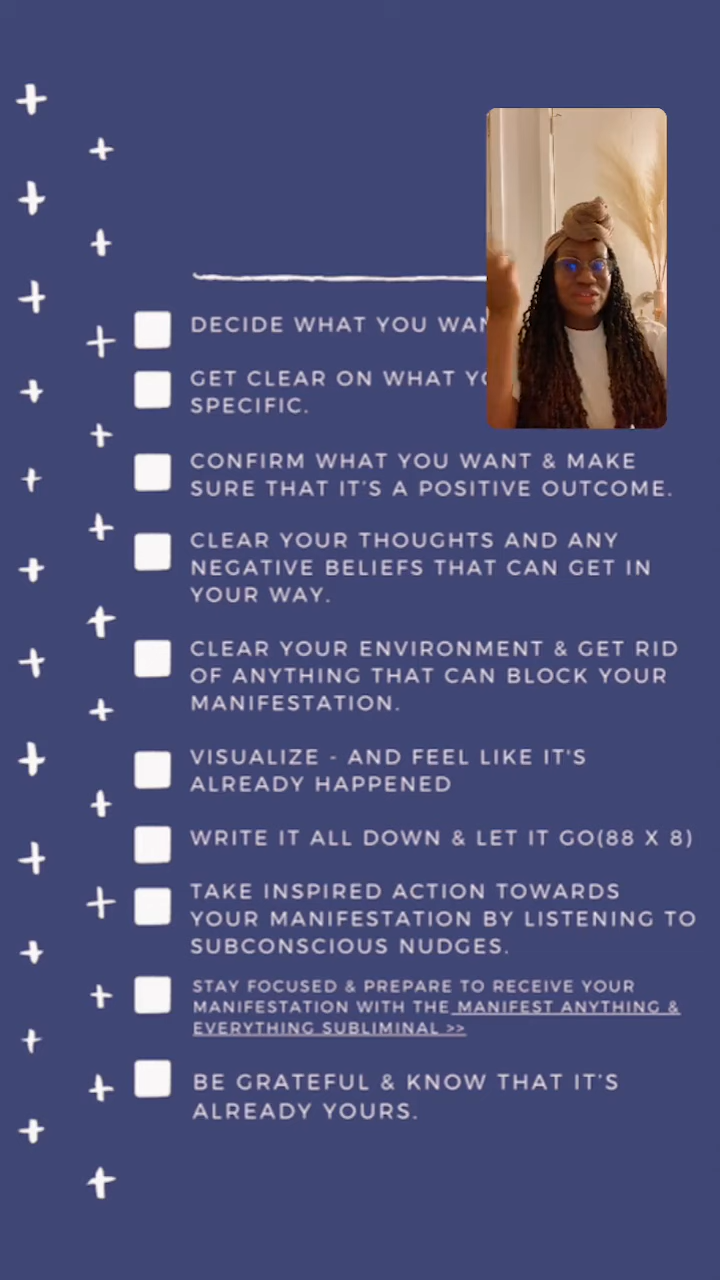 DECIDE WHAT YOU
GET CLEAR ON WHAT
SPECIFIC.
CONFIRM WHAT YOU WANT & MAKE
SURE THAT IT'S A POSITIVE OUTCOME.
CLEAR YOUR THOUGHTS AND ANY
NEGATIVE BELIEFS THAT CAN GET IN
YOUR WAY.
CLEAR YOUR ENVIRONMENT & GET RID
OF ANYTHING THAT CAN BLOCK YOUR
MANIFESTATION.
VISUALIZE - AND FEEL LIKE IT'S
ALREADY HAPPENED
WRITE IT ALL DOWN & LET IT GO(88 X 8)
TAKE INSPIRED ACTION TOWARDS
YOUR MANIFESTATION BY LISTENING TO
SUBCONSCIOUS NUDGES.
STAY FOCUSED & PREPARE TO RECEIVE YOUR
MANIFESTATION WITH THE MANIFEST ANYTHING &
EVERYTHING SUBLIMINAL >>
BE GRATEFUL & KNOW THAT IT'S
ALREADY YOURS.